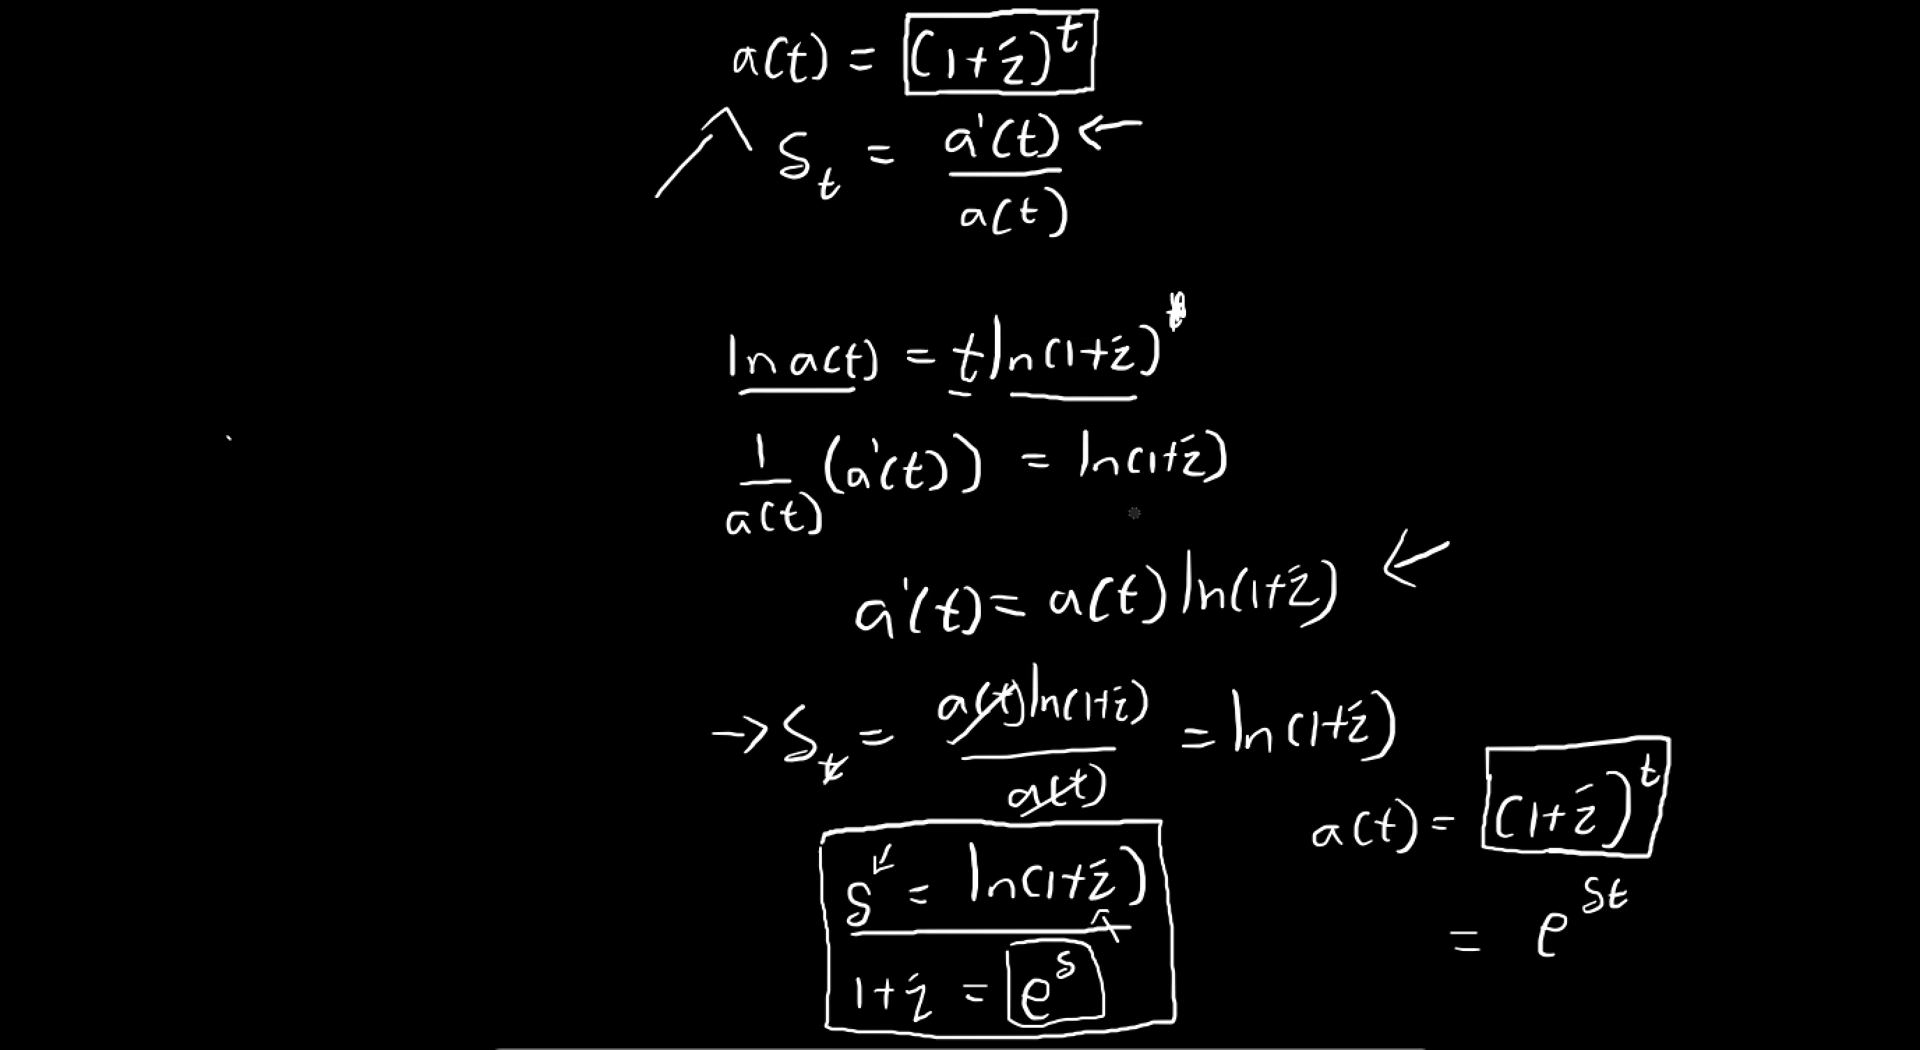 a(t) = (1+i)^t
δ_t = a'(t) / a(t)
ln a(t) = t ln(1+i)
1/a(t) (a'(t)) = ln(1+i)
a'(t) = a(t) ln(1+i)
→ δ_t = a(t) ln(1+i) / a(t) = ln(1+i)
a(t) = (1+i)^t
δ = ln(1+i)
= e^δt
1+i = e^δ